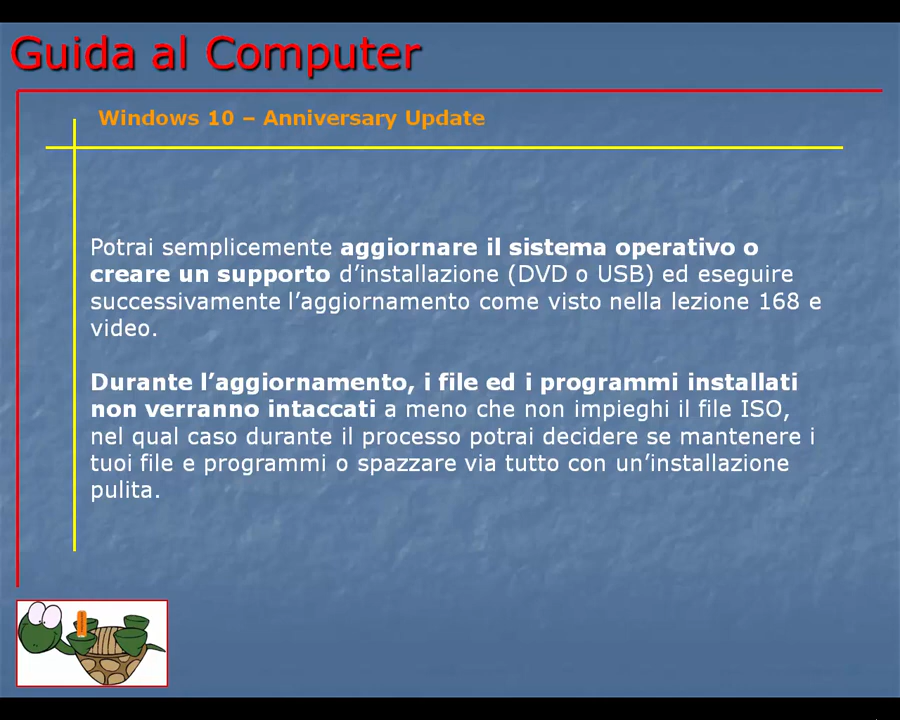 Guida al Computer
Windows 10 – Anniversary Update
Potrai semplicemente aggiornare il sistema operativo o
creare un supporto d’installazione (DVD o USB) ed eseguire
successivamente l’aggiornamento come visto nella lezione 168 e
video.
Durante l’aggiornamento, i file ed i programmi installati
non verranno intaccati a meno che non impieghi il file ISO,
nel qual caso durante il processo potrai decidere se mantenere i
tuoi file e programmi o spazzare via tutto con un’installazione
pulita.